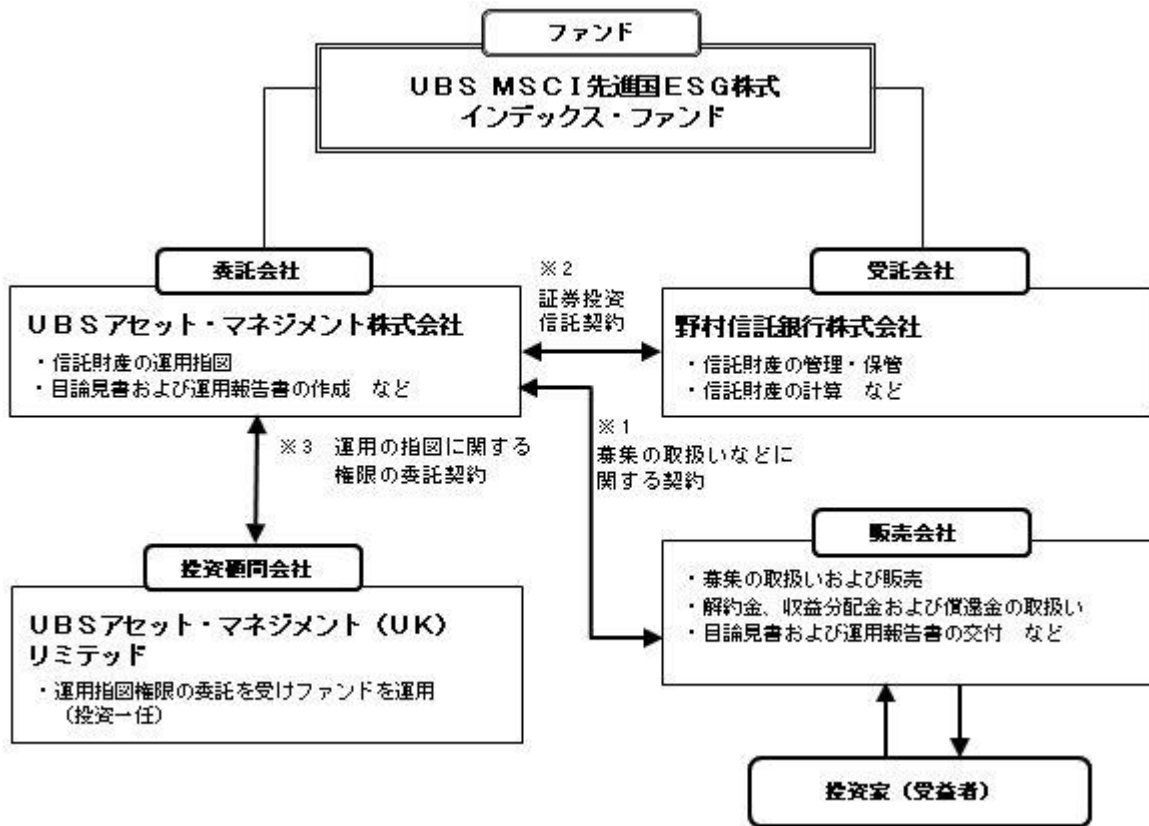 ファンド
UBS MSCI先進国ESG株式
インデックス・ファンド
委託会社
UBSアセット・マネジメント株式会社
・信託財産の運用指図
・目論見書および運用報告書の作成 など
※2
証券投資
信託契約
受託会社
野村信託銀行株式会社
・信託財産の管理・保管
・信託財産の計算 など
※3 運用の指図に関する
権限の委託契約
※1
募集の取扱いなどに
関する契約
投資顧問会社
UBSアセット・マネジメント(UK)
リミテッド
・運用指図権限の委託を受けファンドを運用
(投資一任)
販売会社
・募集の取扱いおよび販売
・解約金、収益分配金および償還金の取扱い
・目論見書および運用報告書の交付 など
投資家(受益者)